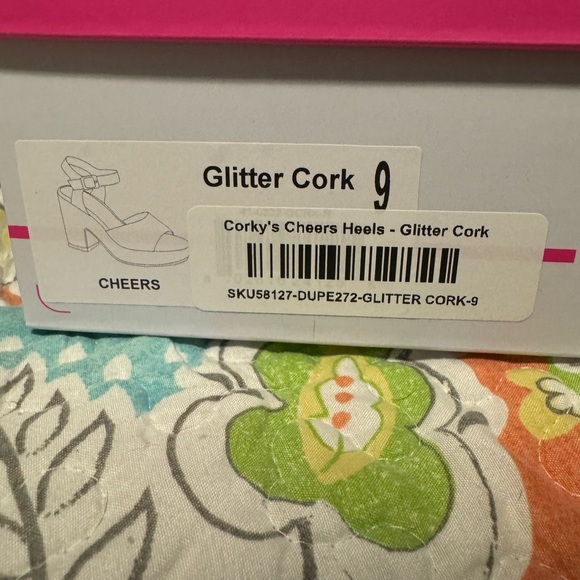 Glitter Cork 9
CHEERS
Corky's Cheers Heels - Glitter Cork
SKU58127-DUPE272-GLITTER CORK-9